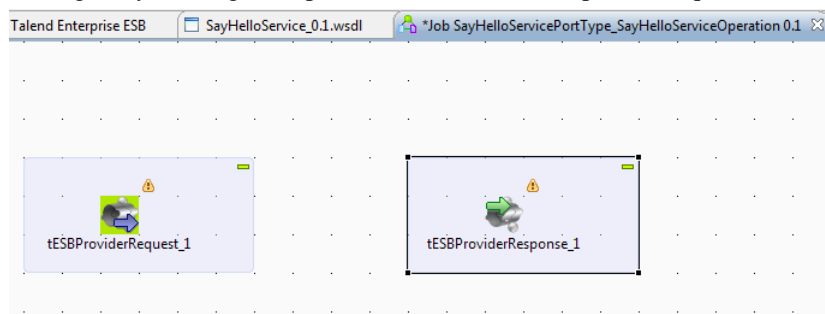 Talend Enterprise ESB
SayHelloService_0.1.wsdl
*Job SayHelloServicePortType_SayHelloServiceOperation 0.1
tESBProviderRequest_1
tESBProviderResponse_1